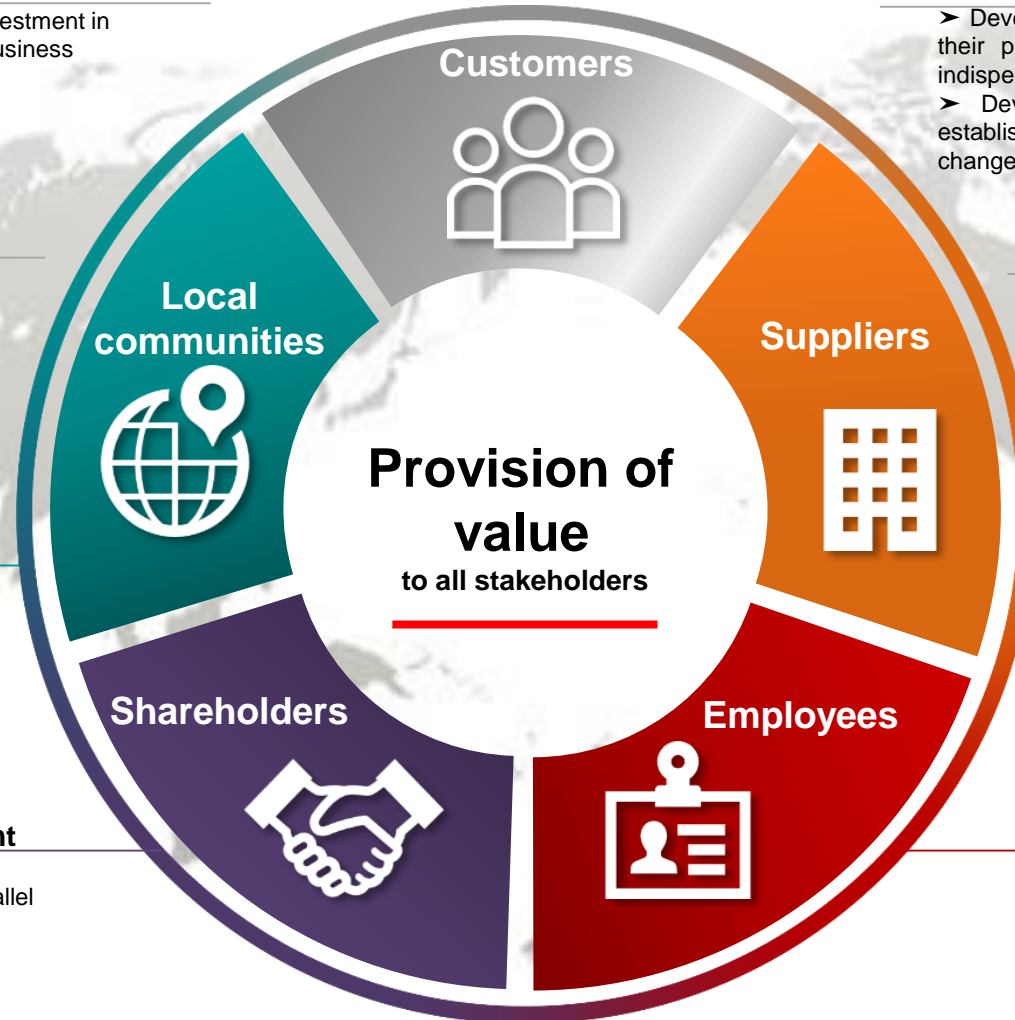 estment in
usiness
➤ Deve
their p
indispe
➤ Dev
establis
change
Customers
Local
communities
Suppliers
Provision of
value
to all stakeholders
Shareholders
Employees
nt
allel